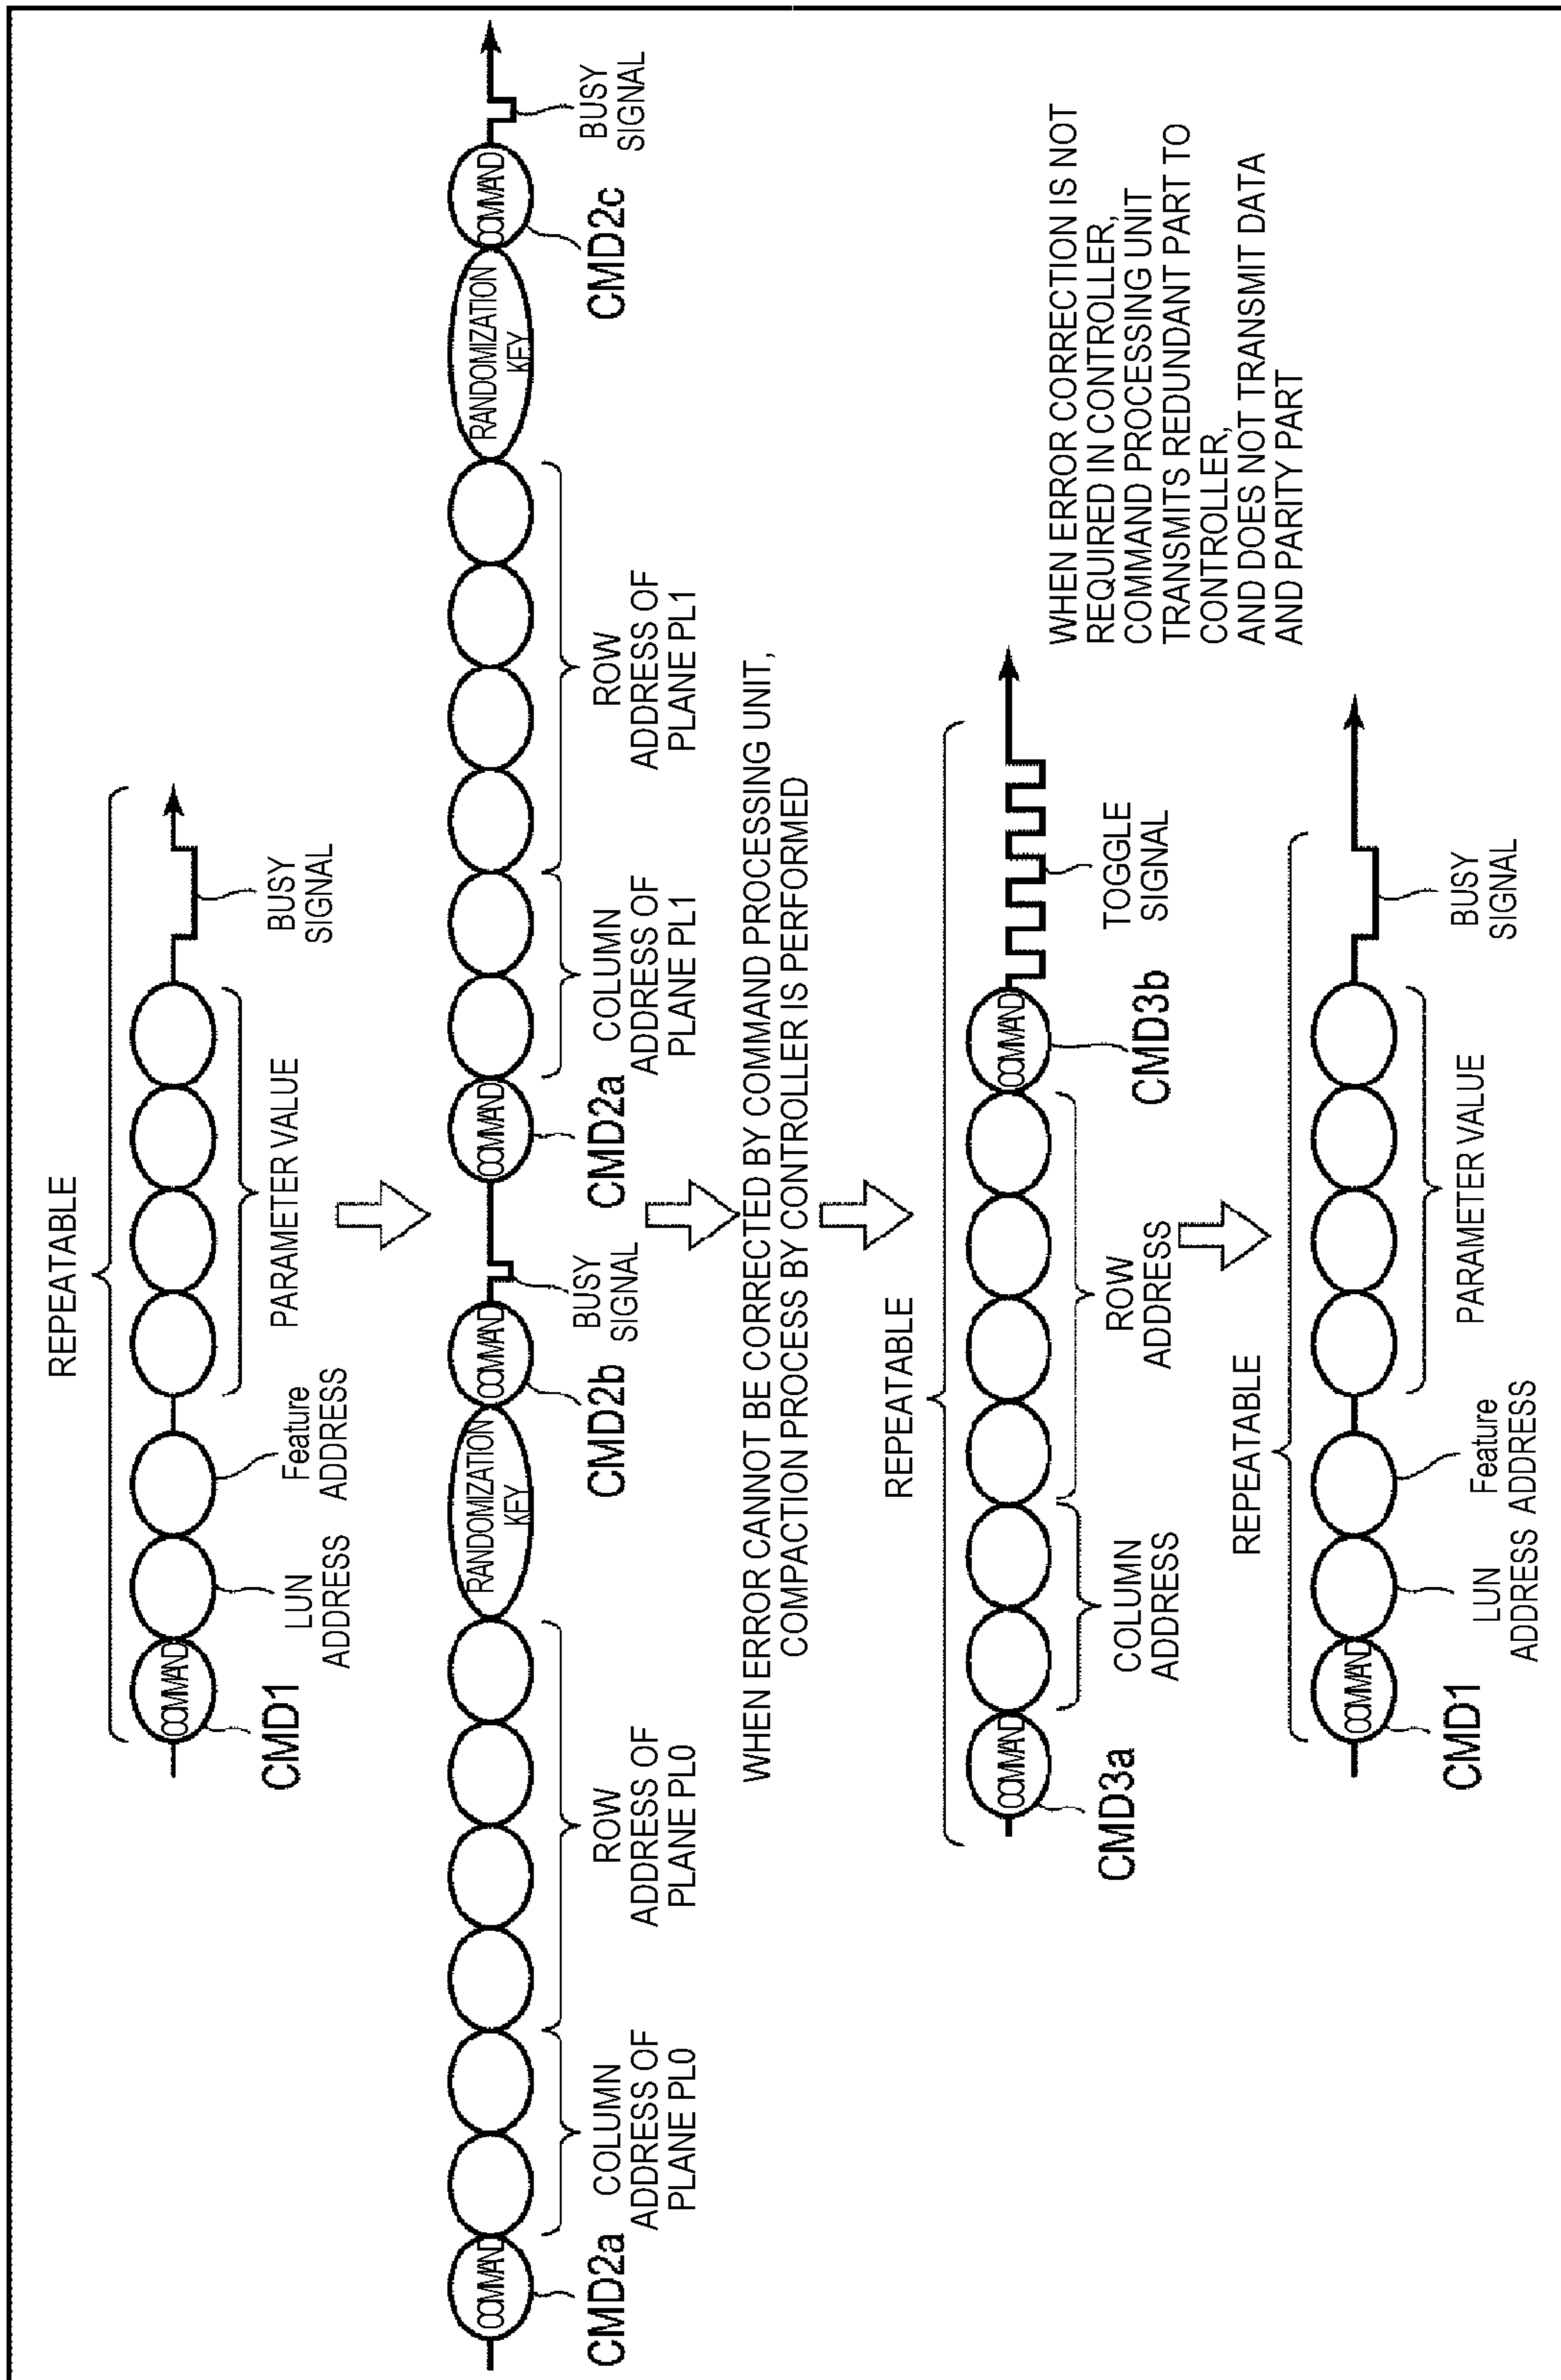 REPEATABLE
COMMAND
CMD1
LUN
ADDRESS
Feature
ADDRESS
PARAMETER VALUE
BUSY
SIGNAL
COMMAND
CMD2a
COLUMN
ADDRESS OF
PLANE PL0
ROW
ADDRESS OF
PLANE PL0
RANDOMIZATION
KEY
COMMAND
CMD2b
BUSY
SIGNAL
COMMAND
CMD2a
COLUMN
ADDRESS OF
PLANE PL1
ROW
ADDRESS OF
PLANE PL1
RANDOMIZATION
KEY
COMMAND
CMD2c
BUSY
SIGNAL
WHEN ERROR CANNOT BE CORRECTED BY COMMAND PROCESSING UNIT,
COMPACTION PROCESS BY CONTROLLER IS PERFORMED
REPEATABLE
COMMAND
CMD3a
COLUMN
ADDRESS
ROW
ADDRESS
COMMAND
CMD3b
TOGGLE
SIGNAL
WHEN ERROR CORRECTION IS NOT
REQUIRED IN CONTROLLER,
COMMAND PROCESSING UNIT
TRANSMITS REDUNDANT PART TO
CONTROLLER,
AND DOES NOT TRANSMIT DATA
AND PARITY PART
REPEATABLE
COMMAND
CMD1
LUN
ADDRESS
Feature
ADDRESS
PARAMETER VALUE
BUSY
SIGNAL